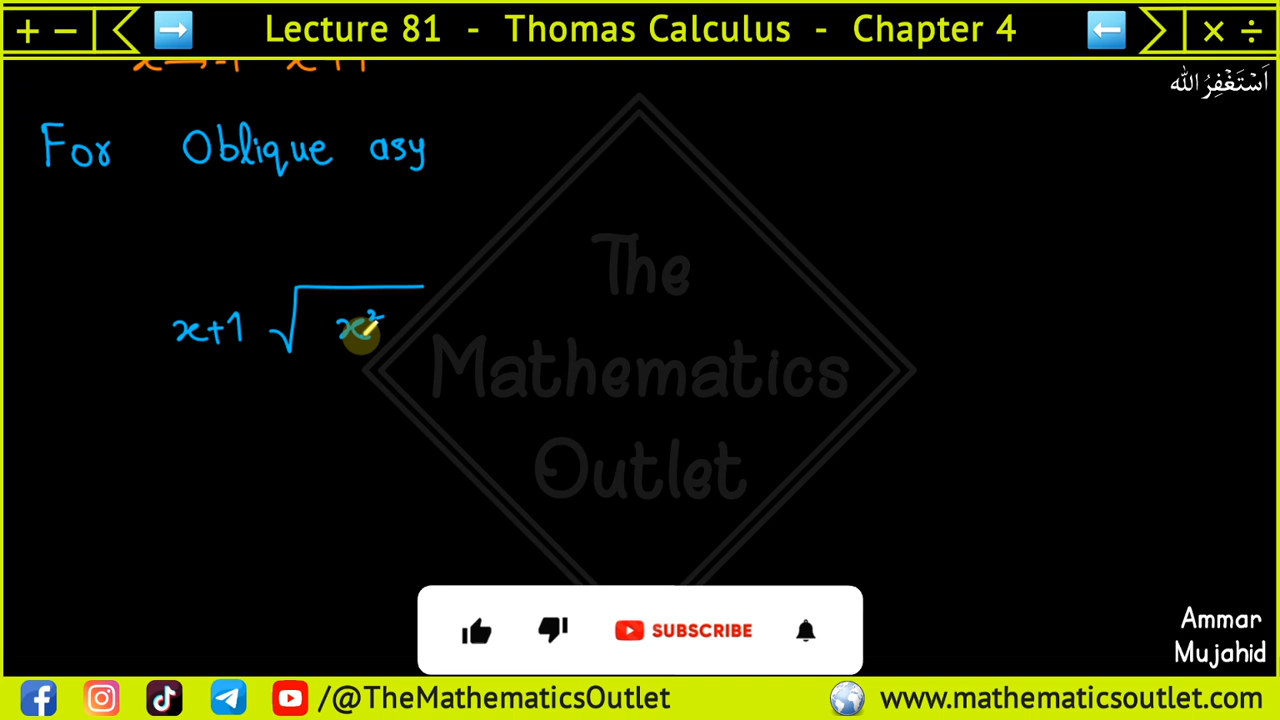 + − Lecture 81 - Thomas Calculus - Chapter 4 × ÷
اَسْتَغْفِرُ الله
For Oblique asy
x+1 √ x²
The
Mathematics
Outlet
SUBSCRIBE
Ammar
Mujahid
/@TheMathematicsOutlet www.mathematicsoutlet.com